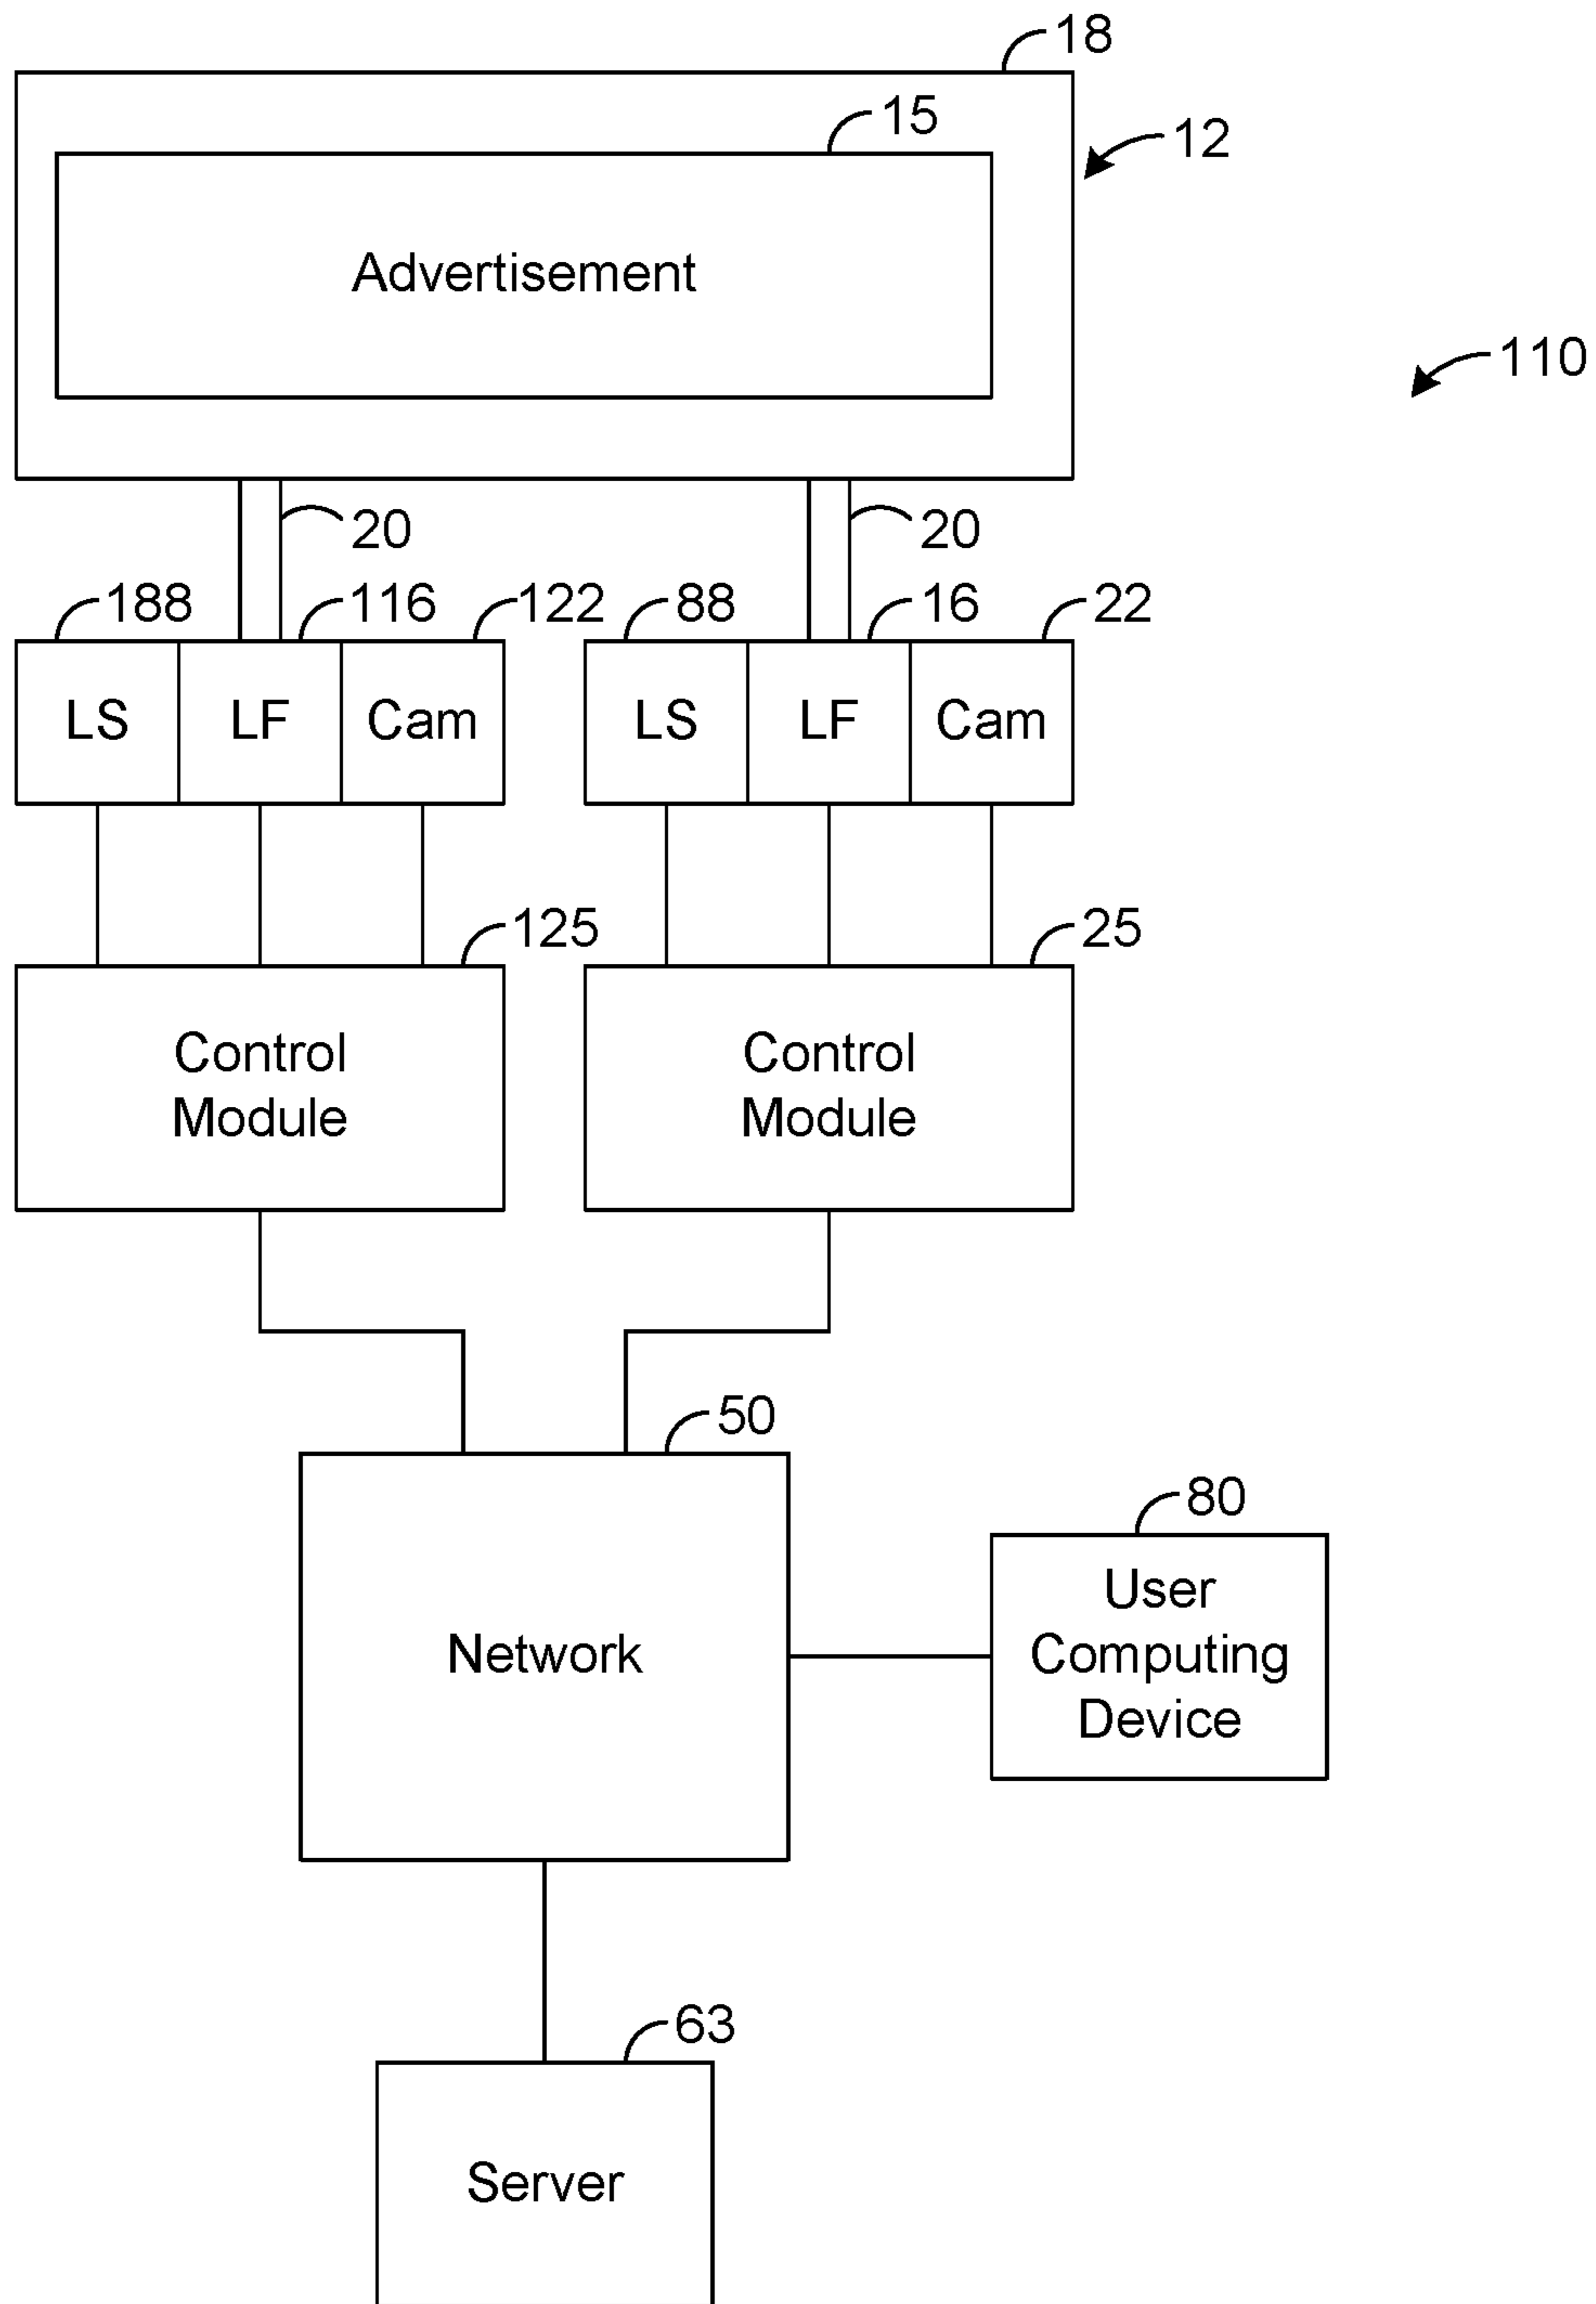 18
15
12
Advertisement
110
20 20
188 116 122 88 16 22
LS LF Cam LS LF Cam
125 25
Control Control
Module Module
50
80
User
Network Computing
Device
63
Server